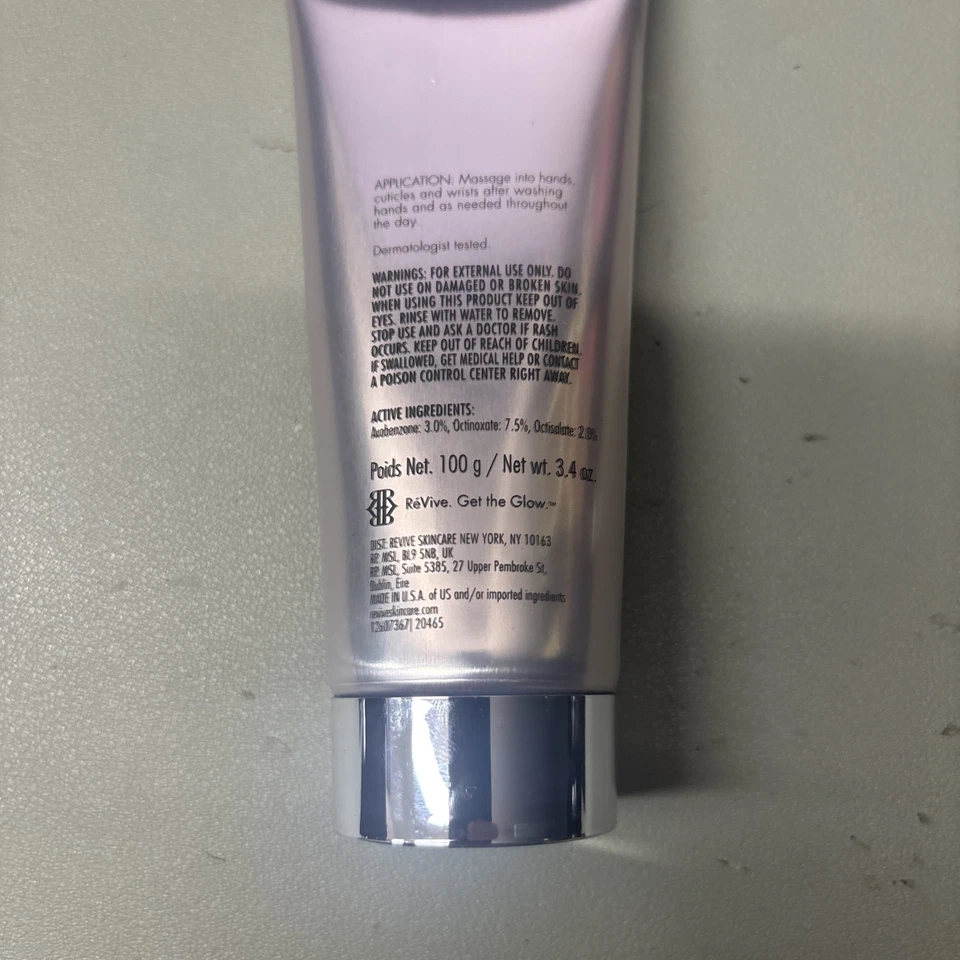 APPLICATION: Massage into hands,
cuticles and wrists after washing
hands and as needed throughout
the day.
Dermatologist tested.
WARNINGS: FOR EXTERNAL USE ONLY. DO
NOT USE ON DAMAGED OR BROKEN SKIN.
WHEN USING THIS PRODUCT KEEP OUT OF
EYES. RINSE WITH WATER TO REMOVE.
STOP USE AND ASK A DOCTOR IF RASH
OCCURS. KEEP OUT OF REACH OF CHILDREN.
IF SWALLOWED, GET MEDICAL HELP OR CONTACT
A POISON CONTROL CENTER RIGHT AWAY.
ACTIVE INGREDIENTS:
Avobenzone: 3.0%, Octinoxate: 7.5%, Octisalate:
Poids Net. 100 g / Net wt. 3.4 oz.
RéVive. Get the Glow.™
DIST: REVIVE SKINCARE NEW YORK, NY 10163
RP MSL, BL9 5NB, UK
RP MSL, Suite 5385, 27 Upper Pembroke St,
Dublin, Eire
MADE IN U.S.A. of US and/or imported ingredients
reviveskincare.com
20465